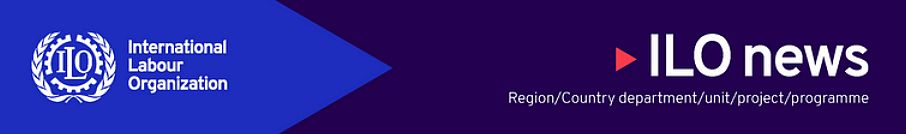 ILO
International
Labour
Organization
ILO news
Region/Country department/unit/project/programme